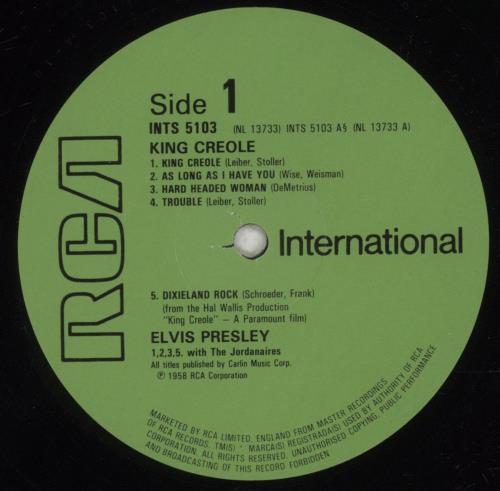 RCA
Side 1
INTS 5103 (NL 13733) INTS 5103 A§ (NL 13733 A)
KING CREOLE
1. KING CREOLE (Leiber, Stoller)
2. AS LONG AS I HAVE YOU (Wise, Weisman)
3. HARD HEADED WOMAN (DeMetrius)
4. TROUBLE (Leiber, Stoller)
International
5. DIXIELAND ROCK (Schroeder, Frank)
(from the Hal Wallis Production
"King Creole" – A Paramount film)
ELVIS PRESLEY
1,2,3,5. with The Jordanaires
All titles published by Carlin Music Corp.
℗ 1958 RCA Corporation
MARKETED BY RCA LIMITED, ENGLAND FROM MASTER RECORDINGS
OF RCA RECORDS. TM(S) ® MARCA(S) REGISTRADA(S) USED BY AUTHORITY OF RCA
CORPORATION. ALL RIGHTS RESERVED. UNAUTHORISED COPYING, PUBLIC PERFORMANCE
AND BROADCASTING OF THIS RECORD FORBIDDEN